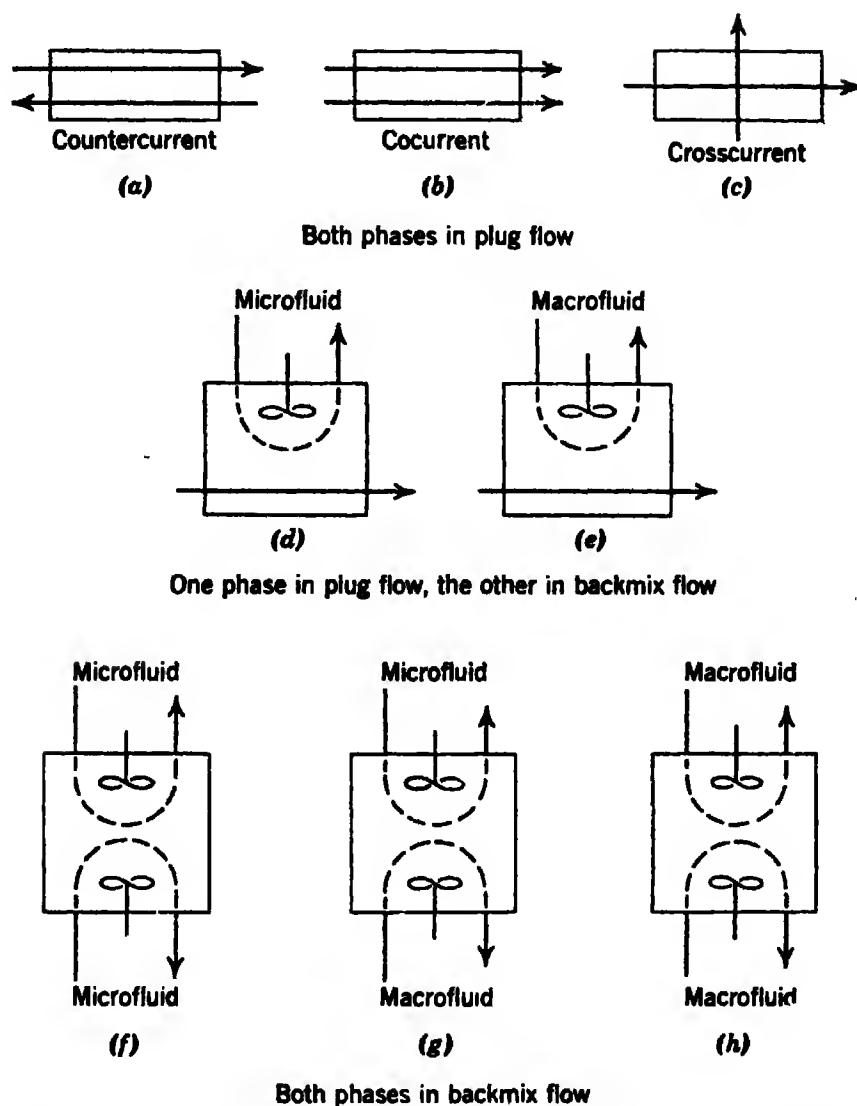 Countercurrent
Cocurrent
Crosscurrent
(a)
(b)
(c)
Both phases in plug flow
Microfluid
Macrofluid
(d)
(e)
One phase in plug flow, the other in backmix flow
Microfluid
Microfluid
Macrofluid
Microfluid
Macrofluid
Macrofluid
(f)
(g)
(h)
Both phases in backmix flow